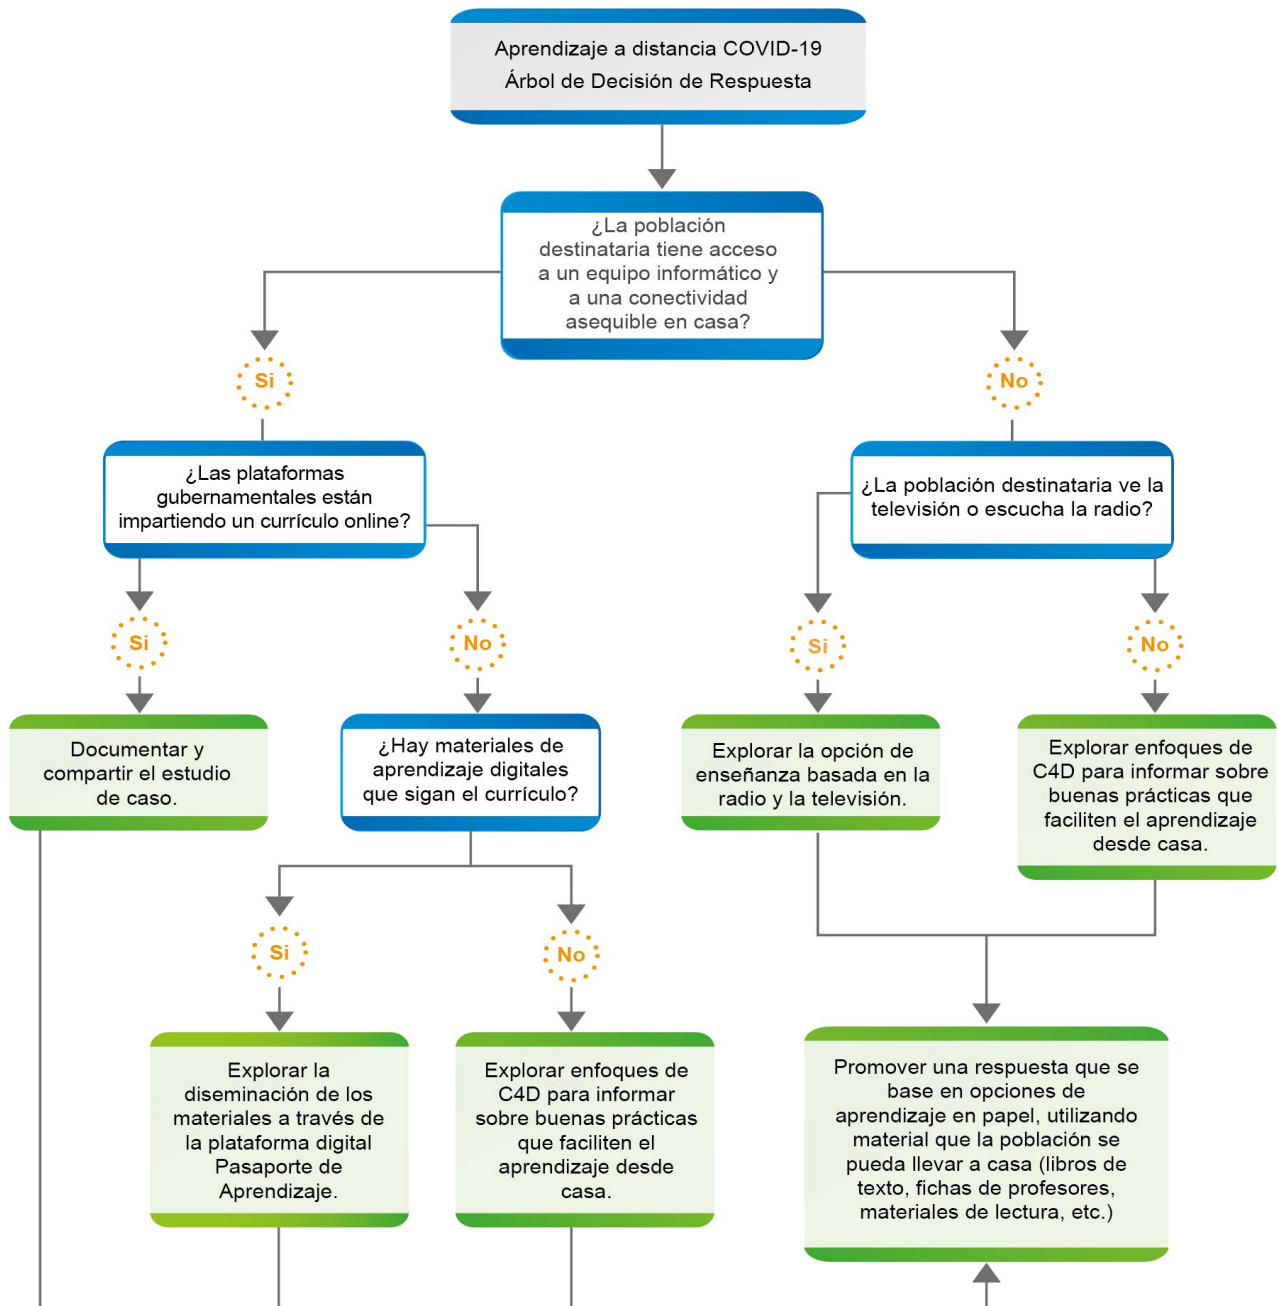 Aprendizaje a distancia COVID-19
Árbol de Decisión de Respuesta
¿La población
destinataria tiene acceso
a un equipo informático y
a una conectividad
asequible en casa?
Si
No
¿Las plataformas
gubernamentales están
impartiendo un currículo online?
¿La población destinataria ve la
televisión o escucha la radio?
Si
No
Si
No
Documentar y
compartir el estudio
de caso.
¿Hay materiales de
aprendizaje digitales
que sigan el currículo?
Explorar la opción de
enseñanza basada en la
radio y la televisión.
Explorar enfoques de
C4D para informar sobre
buenas prácticas que
faciliten el aprendizaje
desde casa.
Si
No
Explorar la
diseminación de los
materiales a través de
la plataforma digital
Pasaporte de
Aprendizaje.
Explorar enfoques de
C4D para informar
sobre buenas prácticas
que faciliten el
aprendizaje desde
casa.
Promover una respuesta que se
base en opciones de
aprendizaje en papel, utilizando
material que la población se
pueda llevar a casa (libros de
texto, fichas de profesores,
materiales de lectura, etc.)